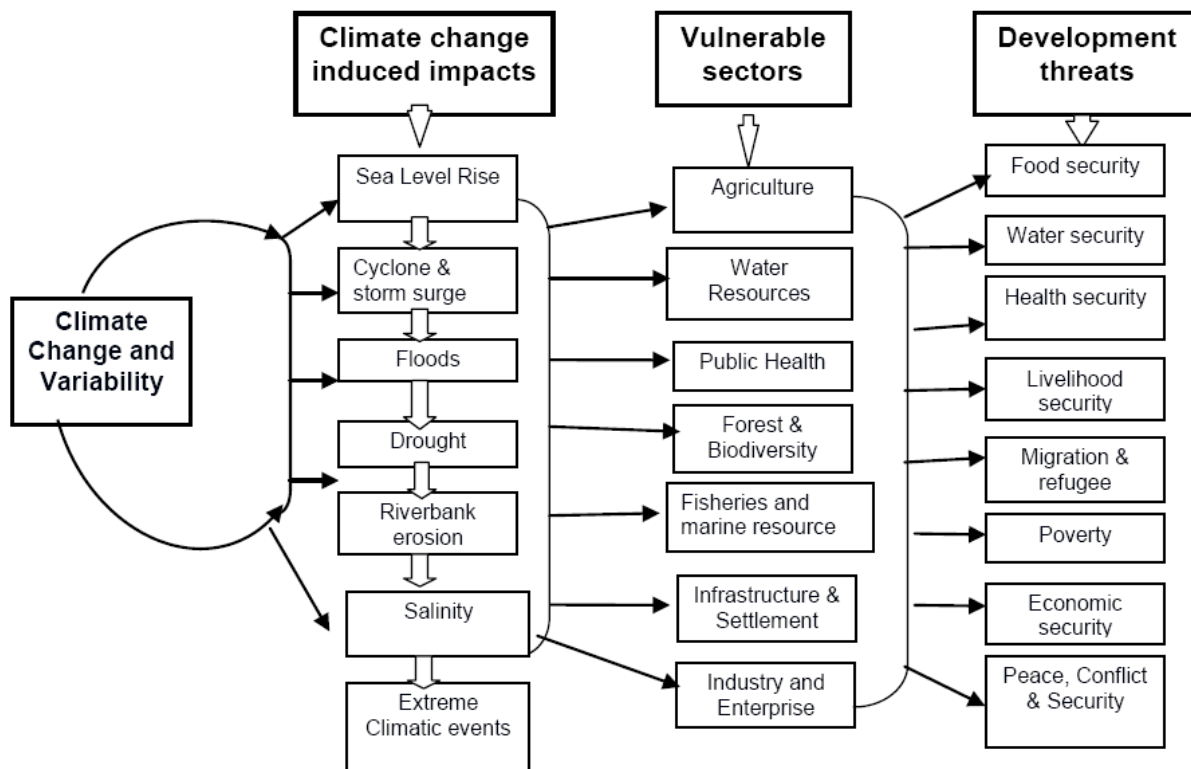 Climate change
induced impacts
Vulnerable
sectors
Development
threats
Climate
Change and
Variability
Sea Level Rise
Cyclone &
storm surge
Floods
Drought
Riverbank
erosion
Salinity
Extreme
Climatic events
Agriculture
Water
Resources
Public Health
Forest &
Biodiversity
Fisheries and
marine resource
Infrastructure &
Settlement
Industry and
Enterprise
Food security
Water security
Health security
Livelihood
security
Migration &
refugee
Poverty
Economic
security
Peace, Conflict
& Security